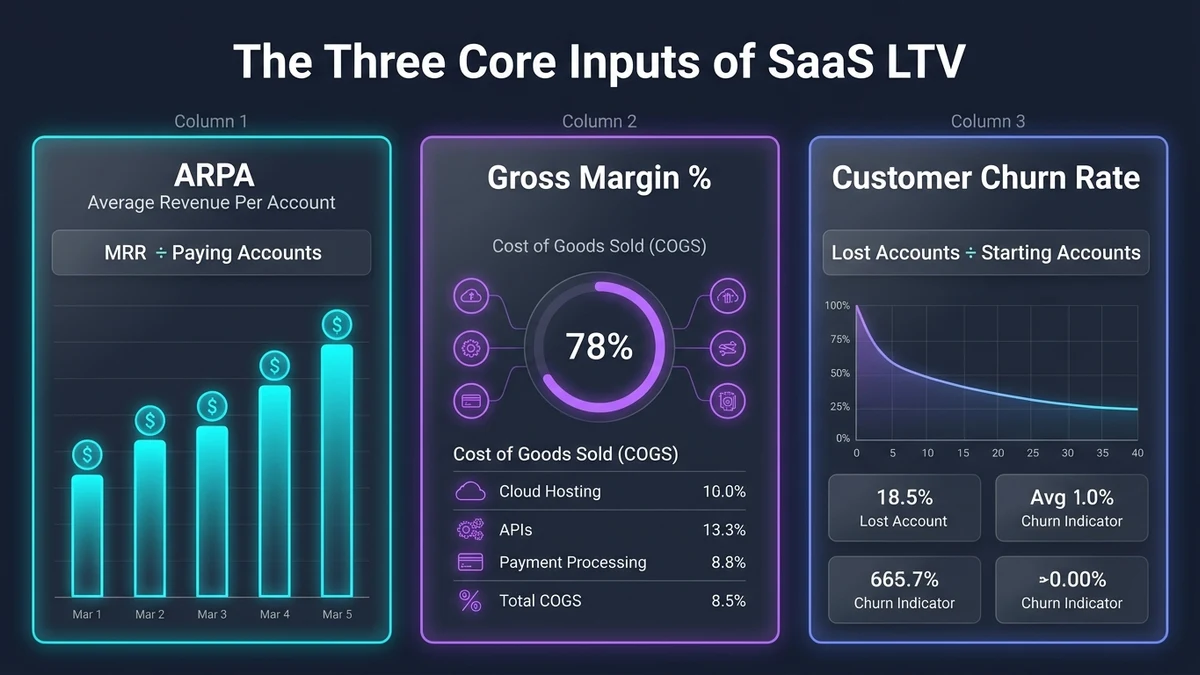 The Three Core Inputs of SaaS LTV
Column 1
ARPA
Average Revenue Per Account
MRR ÷ Paying Accounts
$
$
$
$
$
Mar 1 Mar 2 Mar 3 Mar 4 Mar 5
Column 2
Gross Margin %
Cost of Goods Sold (COGS)
78%
Cost of Goods Sold (COGS)
Cloud Hosting 10.0%
APIs 13.3%
Payment Processing 8.8%
Total COGS 8.5%
Column 3
Customer Churn Rate
Lost Accounts ÷ Starting Accounts
100%
75%
50%
25%
0%
0 5 10 15 20 25 30 35 40
18.5%
Lost Account
Avg 1.0%
Churn Indicator
665.7%
Churn Indicator
0.00%
Churn Indicator